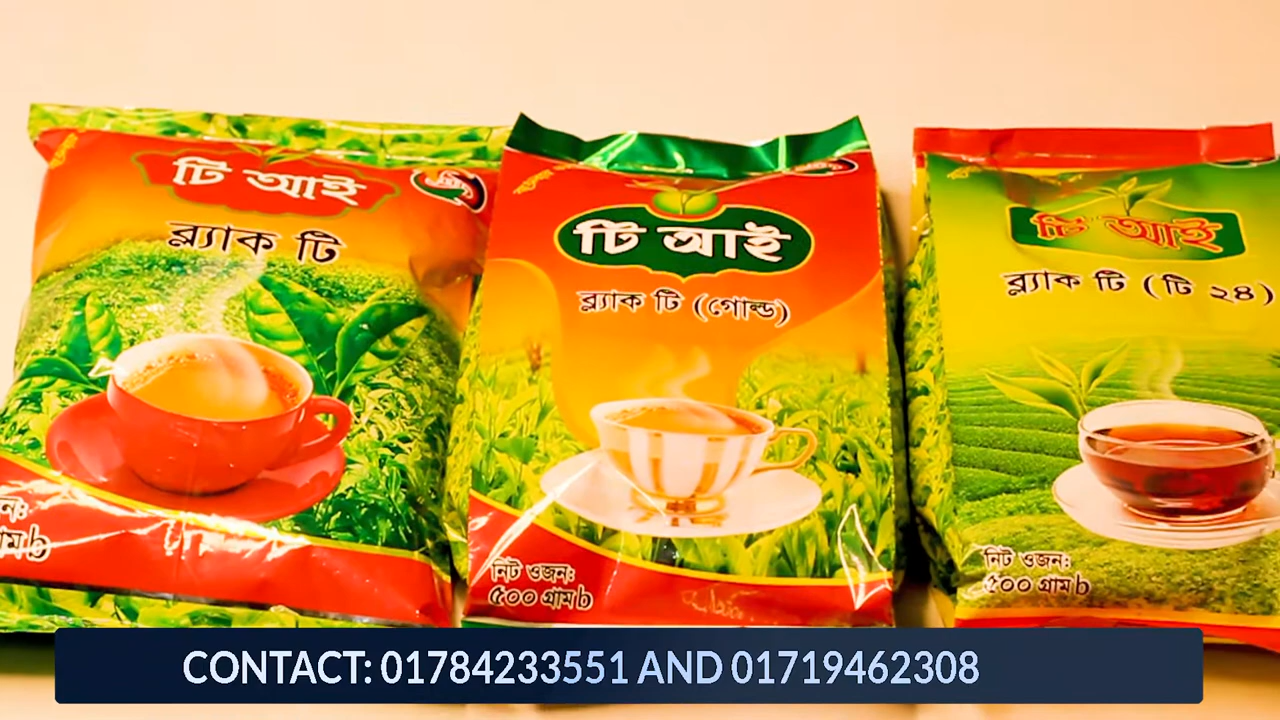 টি আই
ব্ল্যাক টি
টি আই
ব্ল্যাক টি (গোল্ড)
নিট ওজন:
৫০০ গ্রাম
টি আই
ব্ল্যাক টি (টি ২৪)
নিট ওজন:
৫০০ গ্রাম
CONTACT: 01784233551 AND 01719462308